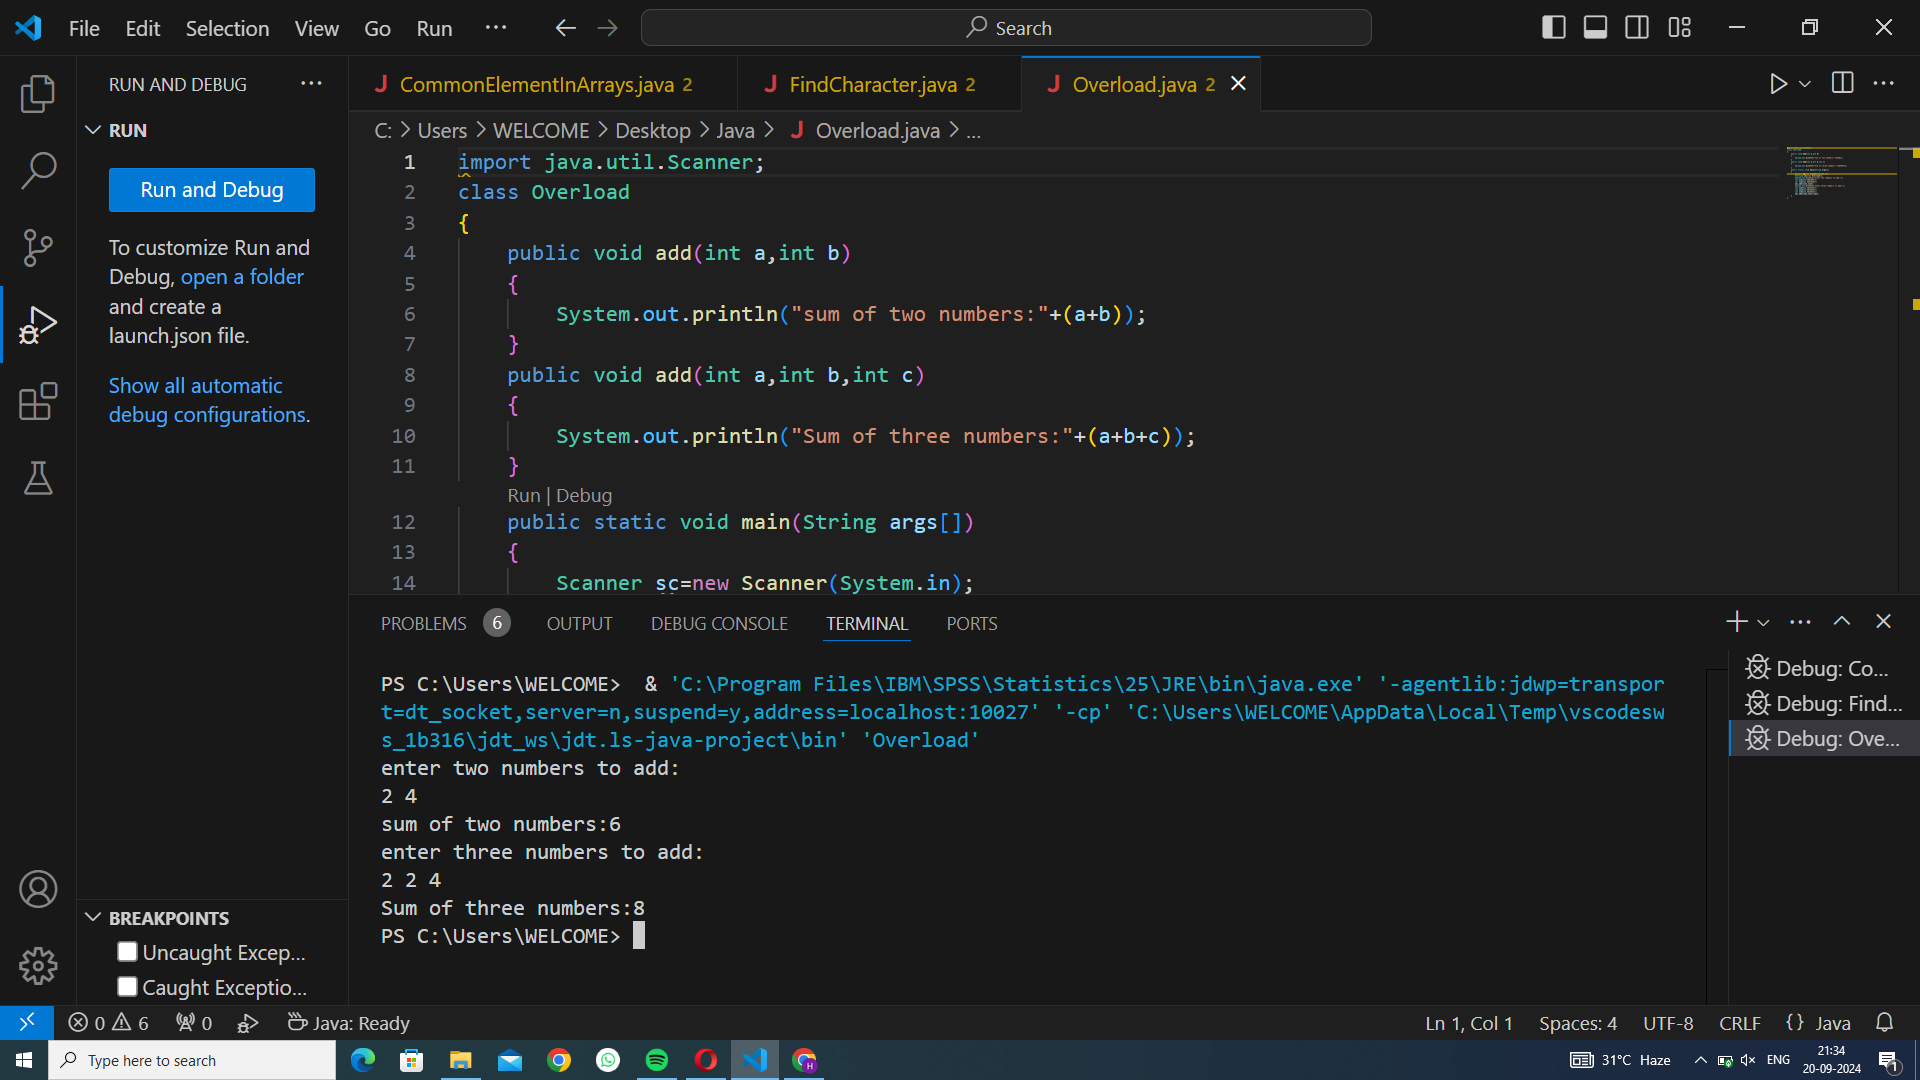 File Edit Selection View Go Run ··· Search
RUN AND DEBUG ···
RUN
Run and Debug
To customize Run and
Debug, open a folder
and create a
launch.json file.
Show all automatic
debug configurations.
BREAKPOINTS
Uncaught Excep...
Caught Exceptio...
CommonElementInArrays.java 2 FindCharacter.java 2 Overload.java 2
C: > Users > WELCOME > Desktop > Java > Overload.java > ...
1 import java.util.Scanner;
2 class Overload
3 {
4 public void add(int a,int b)
5 {
6 System.out.println("sum of two numbers:"+(a+b));
7 }
8 public void add(int a,int b,int c)
9 {
10 System.out.println("Sum of three numbers:"+(a+b+c));
11 }
Run | Debug
12 public static void main(String args[])
13 {
14 Scanner sc=new Scanner(System.in);
PROBLEMS 6 OUTPUT DEBUG CONSOLE TERMINAL PORTS
PS C:\Users\WELCOME>  & 'C:\Program Files\IBM\SPSS\Statistics\25\JRE\bin\java.exe' '-agentlib:jdwp=transpor
t=dt_socket,server=n,suspend=y,address=localhost:10027' '-cp' 'C:\Users\WELCOME\AppData\Local\Temp\vscodesw
s_1b316\jdt_ws\jdt.ls-java-project\bin' 'Overload'
enter two numbers to add:
2 4
sum of two numbers:6
enter three numbers to add:
2 2 4
Sum of three numbers:8
PS C:\Users\WELCOME>
Debug: Co...
Debug: Find...
Debug: Ove...
0 6 0 Java: Ready Ln 1, Col 1 Spaces: 4 UTF-8 CRLF {} Java
Type here to search 31°C Haze ENG 21:34
20-09-2024 1